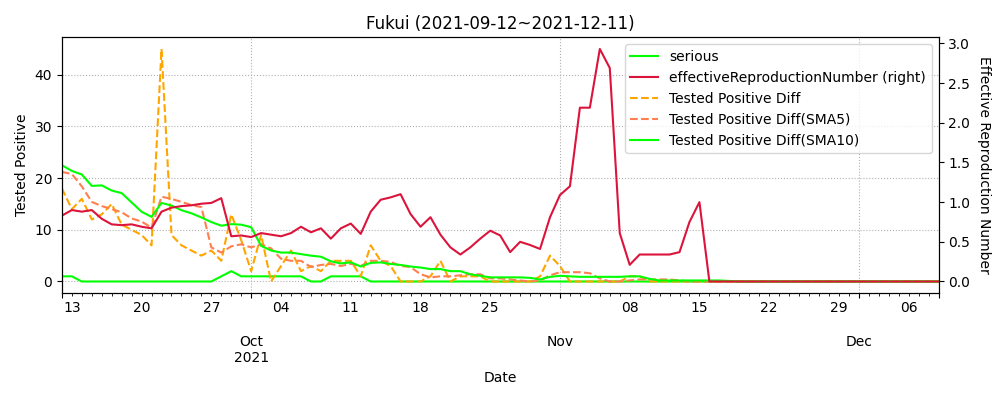 Fukui (2021-09-12~2021-12-11)
serious
effectiveReproductionNumber (right)
Tested Positive Diff
Tested Positive Diff(SMA5)
Tested Positive Diff(SMA10)
Tested Positive
40
30
20
10
0
Effective Reproduction Number
3.0
2.5
2.0
1.5
1.0
0.5
0.0
13 20 27 04 11 18 25 08 15 22 29 06
Oct Nov Dec
2021
Date